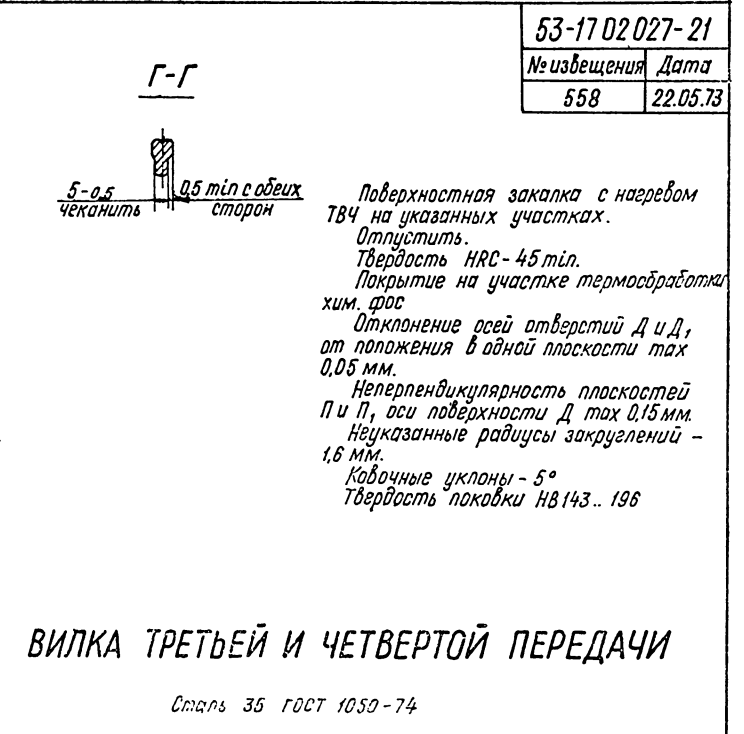 53-17 02 027-21
№ извещения Дата
558 22.05.73
Г-Г
5-0,5 0,5 min с обеих
чеканить сторон
Поверхностная закалка с нагревом
ТВЧ на указанных участках.
Отпустить.
Твердость HRC-45 min.
Покрытие на участке термообработки
хим. фос
Отклонение осей отверстий Д и Д₁
от положения в одной плоскости max
0,05 мм.
Неперпендикулярность плоскостей
П и П₁ оси поверхности Д max 0,15 мм.
Неуказанные радиусы закруглений -
1,6 мм.
Ковочные уклоны - 5°
Твердость поковки НВ 143.. 196
ВИЛКА ТРЕТЬЕЙ И ЧЕТВЕРТОЙ ПЕРЕДАЧИ
Сталь 35 ГОСТ 1050-74